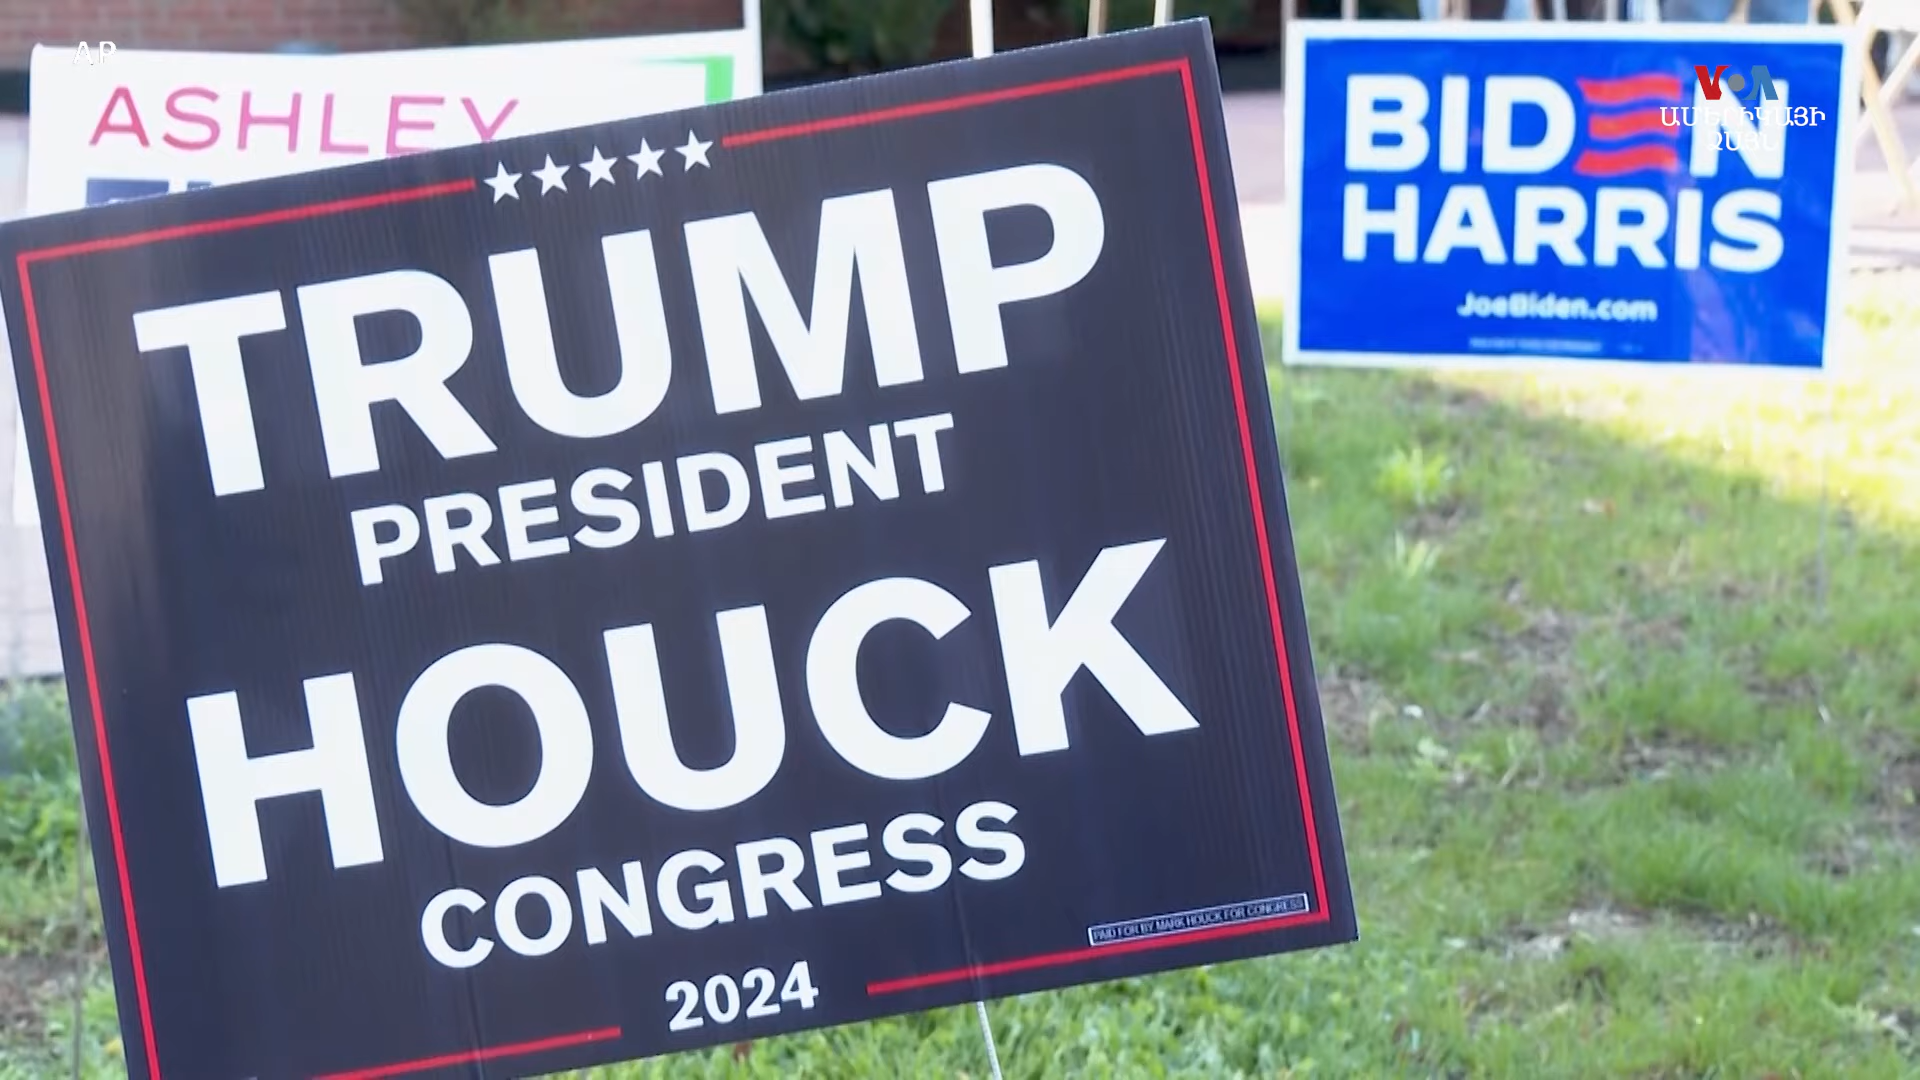 AP
ASHLEY
TRUMP
PRESIDENT
HOUCK
CONGRESS
2024
PAID FOR BY MARK HOUCK FOR CONGRESS
BIDEN
HARRIS
JoeBiden.com
VOA
ԱՄԵՐԻԿԱՅԻ
ՁԱՅՆ